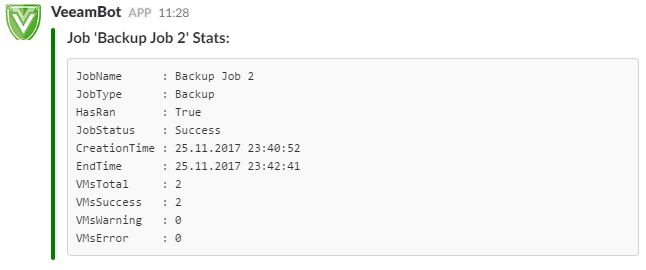 VeeamBot APP 11:28
Job 'Backup Job 2' Stats:
JobName : Backup Job 2
JobType : Backup
HasRan : True
JobStatus : Success
CreationTime : 25.11.2017 23:40:52
EndTime : 25.11.2017 23:42:41
VMsTotal : 2
VMsSuccess : 2
VMsWarning : 0
VMsError : 0